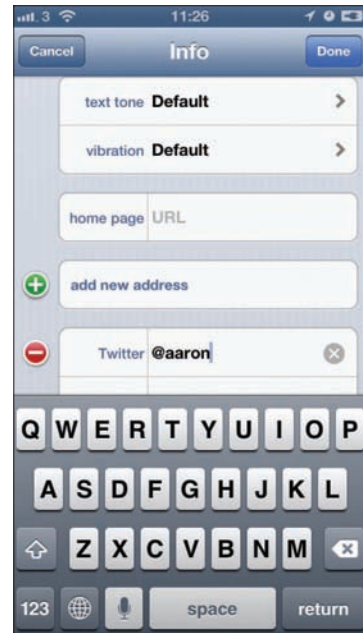 3 11:26
Cancel Info Done
text tone Default
vibration Default
home page URL
add new address
Twitter @aaron
Q W E R T Y U I O P
A S D F G H J K L
Z X C V B N M
123 space return